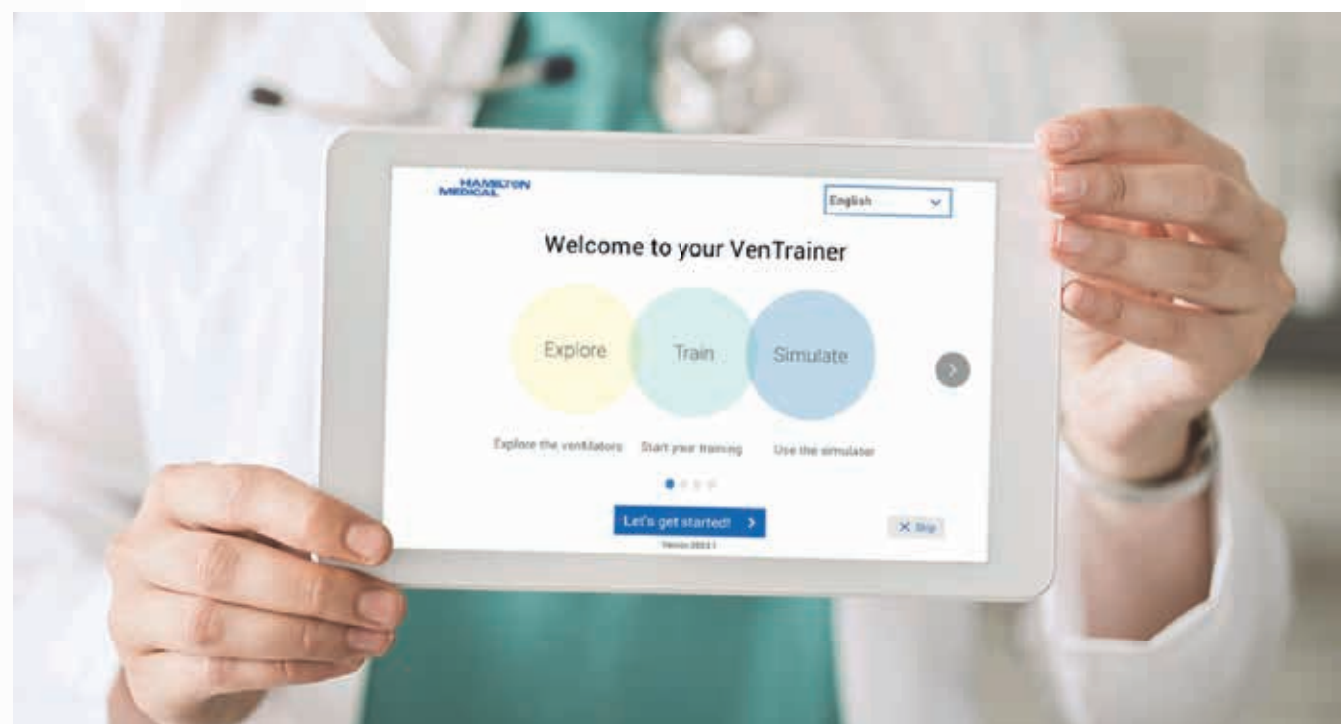 HAMILTON
MEDICAL
English
Welcome to your VenTrainer
Explore
Train
Simulate
Explore the ventilators
Start your training
Use the simulator
Let's get started!
Skip
Version